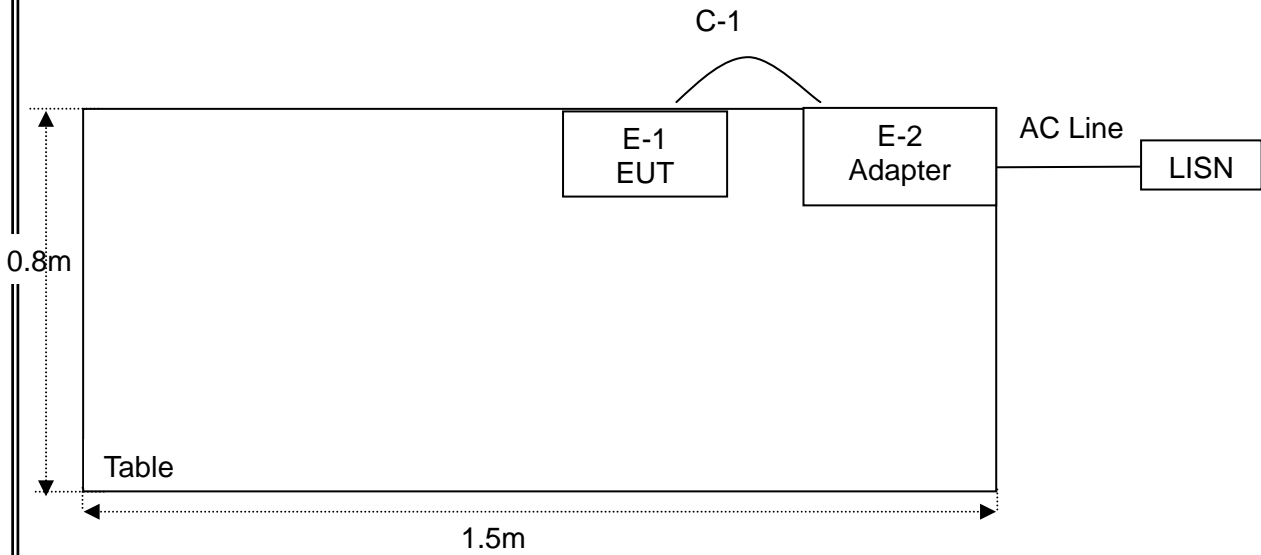 C-1
E-1
EUT
E-2
Adapter
AC Line
LISN
0.8m
Table
1.5m